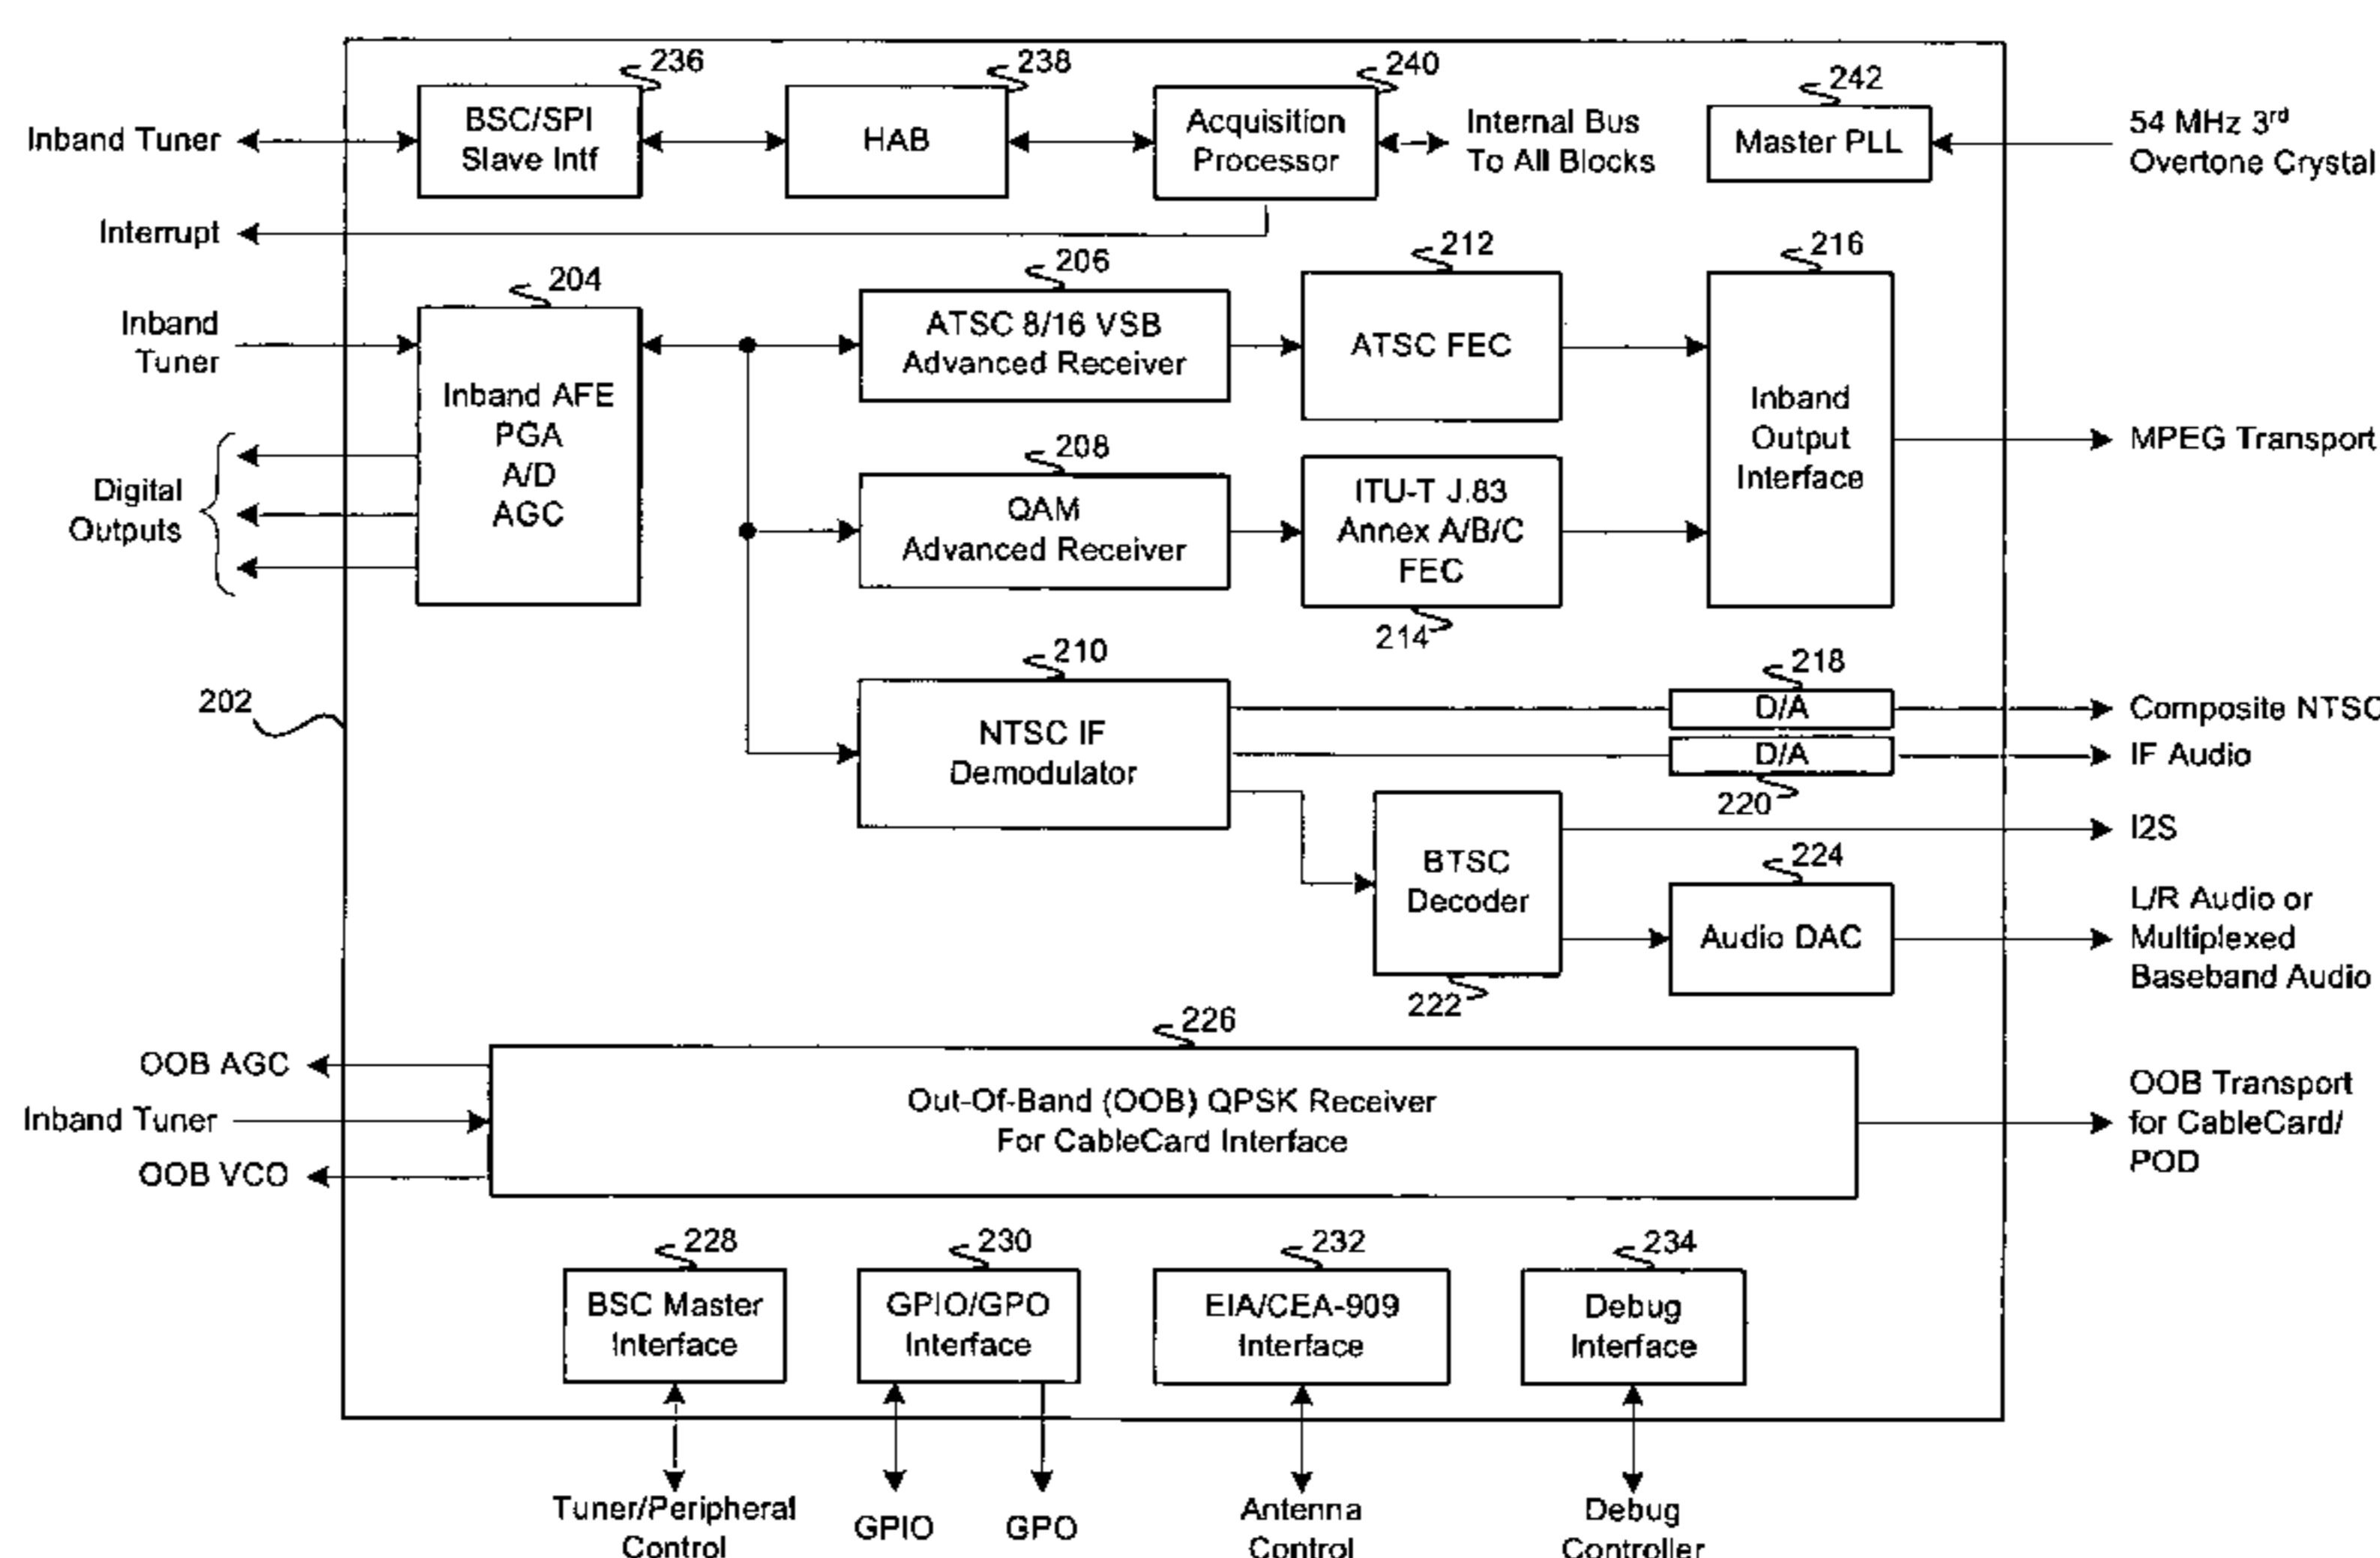 236
238
240
242
Inband Tuner
BSC/SPI
Slave Intf
HAB
Acquisition
Processor
Internal Bus
To All Blocks
Master PLL
54 MHz 3rd
Overtone Crystal
Interrupt
204
206
212
216
Inband
Tuner
Inband AFE
PGA
A/D
AGC
Digital
Outputs
ATSC 8/16 VSB
Advanced Receiver
ATSC FEC
Inband
Output
Interface
MPEG Transport
208
QAM
Advanced Receiver
ITU-T J.83
Annex A/B/C
FEC
214
202
210
NTSC IF
Demodulator
218
D/A
Composite NTSC
D/A
IF Audio
220
I2S
BTSC
Decoder
222
224
Audio DAC
L/R Audio or
Multiplexed
Baseband Audio
226
OOB AGC
Inband Tuner
OOB VCO
Out-Of-Band (OOB) QPSK Receiver
For CableCard Interface
OOB Transport
for CableCard/
POD
228
230
232
234
BSC Master
Interface
GPIO/GPO
Interface
EIA/CEA-909
Interface
Debug
Interface
Tuner/Peripheral
Control
GPIO
GPO
Antenna
Control
Debug
Controller